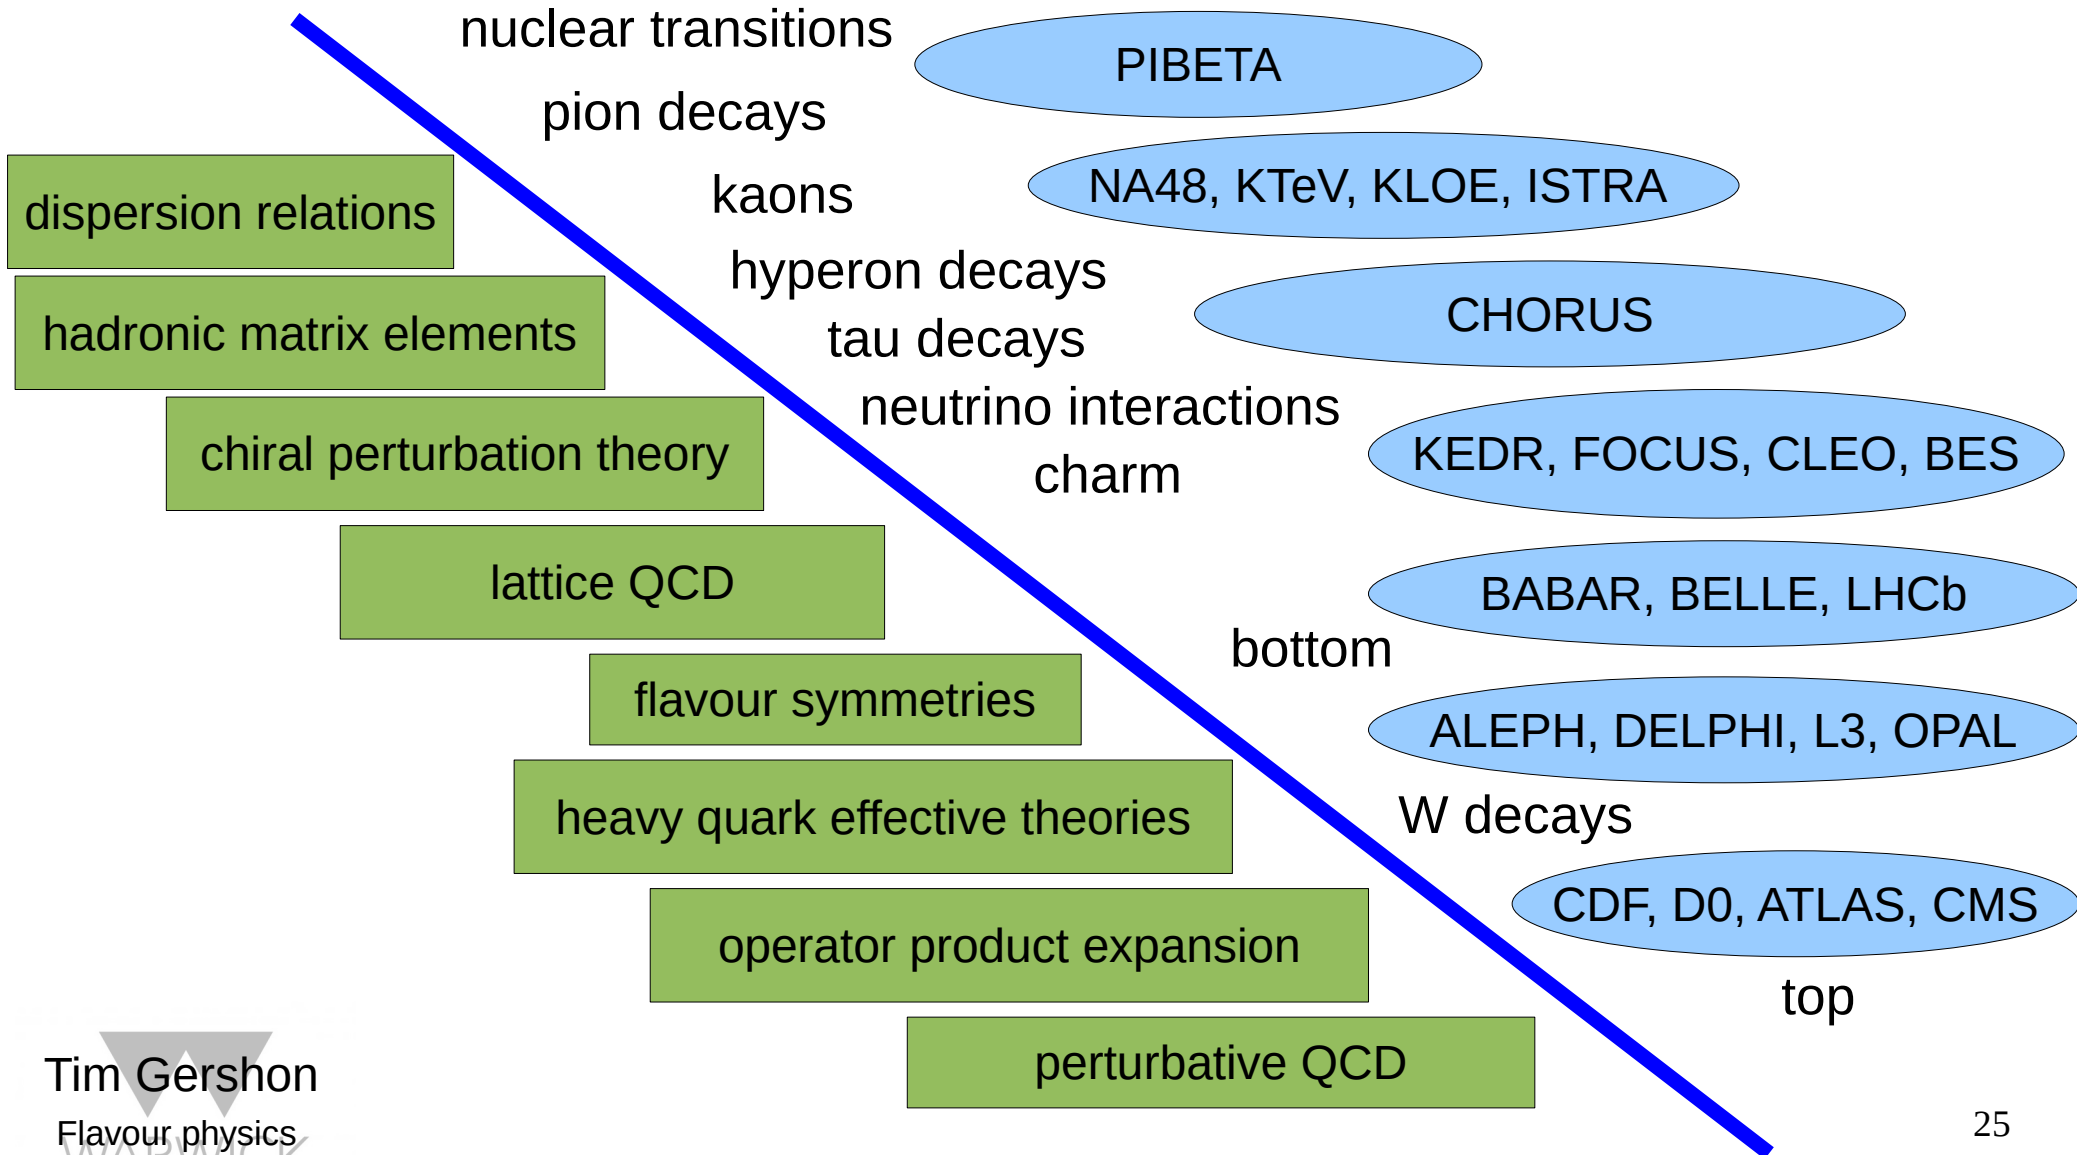 nuclear transitions
PIBETA
pion decays
NA48, KTeV, KLOE, ISTRA
kaons
dispersion relations
hyperon decays
CHORUS
hadronic matrix elements
tau decays
neutrino interactions
KEDR, FOCUS, CLEO, BES
chiral perturbation theory
charm
lattice QCD
BABAR, BELLE, LHCb
bottom
flavour symmetries
ALEPH, DELPHI, L3, OPAL
heavy quark effective theories
W decays
CDF, D0, ATLAS, CMS
operator product expansion
top
perturbative QCD
Tim Gershon
Flavour physics
WARWICK
25